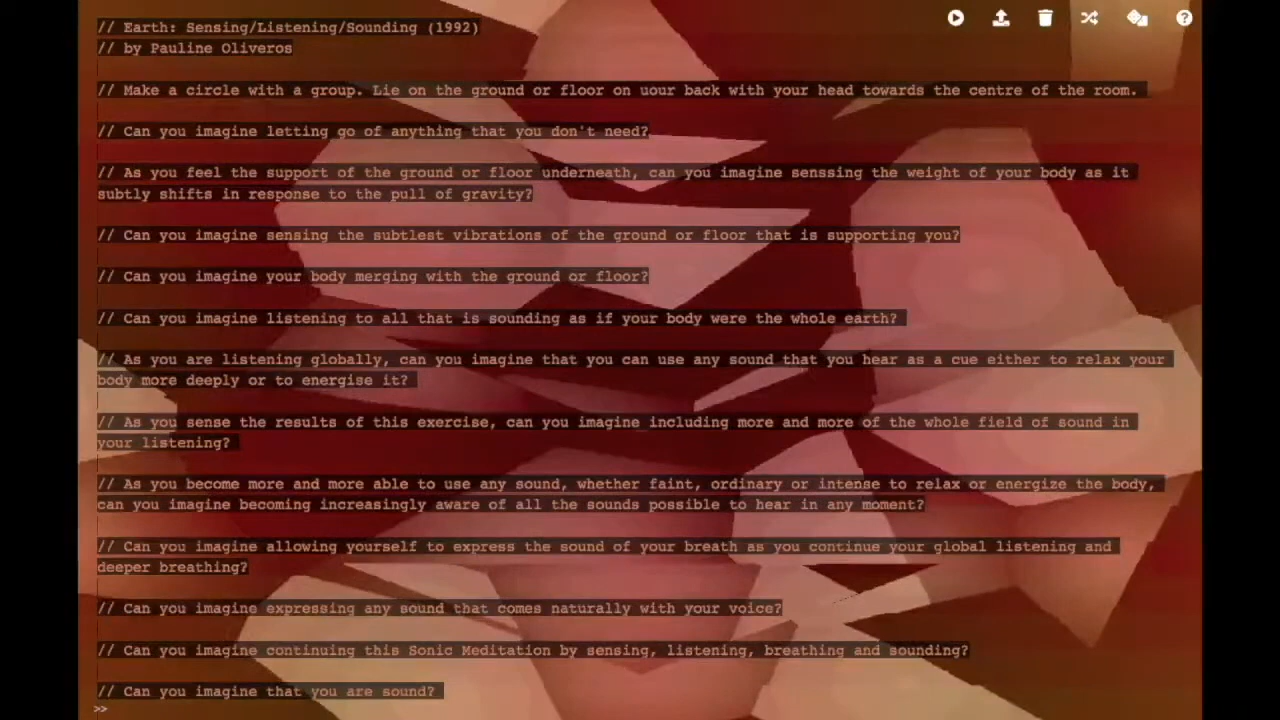 // Earth: Sensing/Listening/Sounding (1992)
// by Pauline Oliveros
// Make a circle with a group. Lie on the ground or floor on uour back with your head towards the centre of the room.
// Can you imagine letting go of anything that you don't need?
// As you feel the support of the ground or floor underneath, can you imagine senssing the weight of your body as it
subtly shifts in response to the pull of gravity?
// Can you imagine sensing the subtlest vibrations of the ground or floor that is supporting you?
// Can you imagine your body merging with the ground or floor?
// Can you imagine listening to all that is sounding as if your body were the whole earth?
// As you are listening globally, can you imagine that you can use any sound that you hear as a cue either to relax your
body more deeply or to energise it?
// As you sense the results of this exercise, can you imagine including more and more of the whole field of sound in
your listening?
// As you become more and more able to use any sound, whether faint, ordinary or intense to relax or energize the body,
can you imagine becoming increasingly aware of all the sounds possible to hear in any moment?
// Can you imagine allowing yourself to express the sound of your breath as you continue your global listening and
deeper breathing?
// Can you imagine expressing any sound that comes naturally with your voice?
// Can you imagine continuing this Sonic Meditation by sensing, listening, breathing and sounding?
// Can you imagine that you are sound?
>>